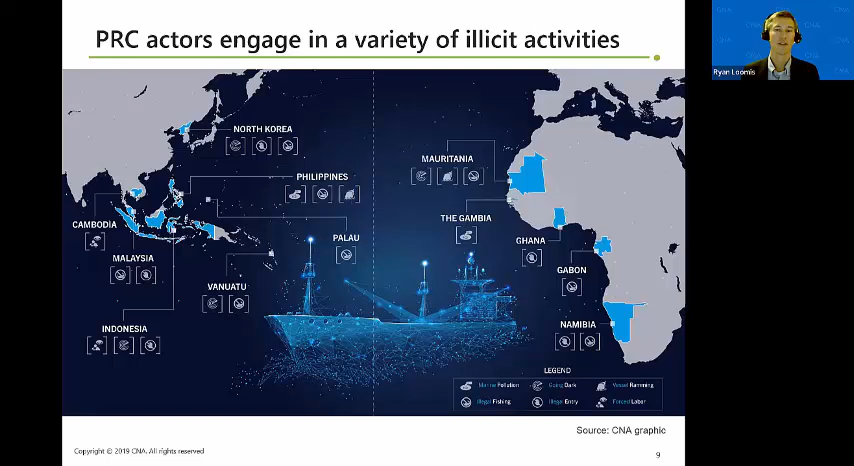 PRC actors engage in a variety of illicit activities
CNA
CNA
Ryan Loomis
NORTH KOREA
PHILIPPINES
MAURITANIA
CAMBODIA
PALAU
THE GAMBIA
MALAYSIA
GHANA
VANUATU
GABON
INDONESIA
NAMIBIA
LEGEND
Marine Pollution
Going Dark
Vessel Ramming
Illegal Fishing
Illegal Entry
Forced Labor
Source: CNA graphic
Copyright © 2019 CNA. All rights reserved
9